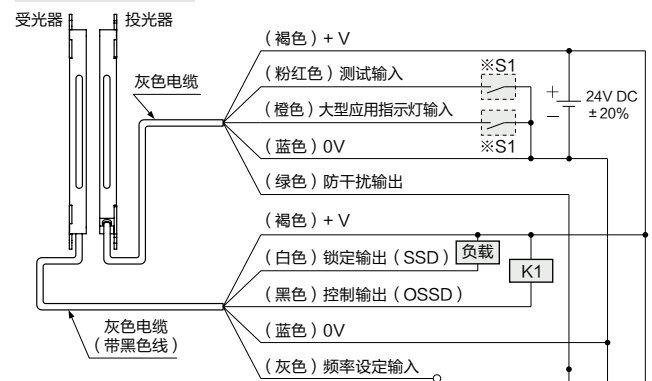 受光器
投光器
（褐色）+ V
（粉红色）测试输入
※S1
灰色电缆
（橙色）大型应用指示灯输入
+
−
24V DC
±20%
※S1
（蓝色）0V
（绿色）防干扰输出
（褐色）+ V
（白色）锁定输出（SSD）
负载
K1
（黑色）控制输出（OSSD）
灰色电缆
（带黑色线）
（蓝色）0V
（灰色）频率设定输入